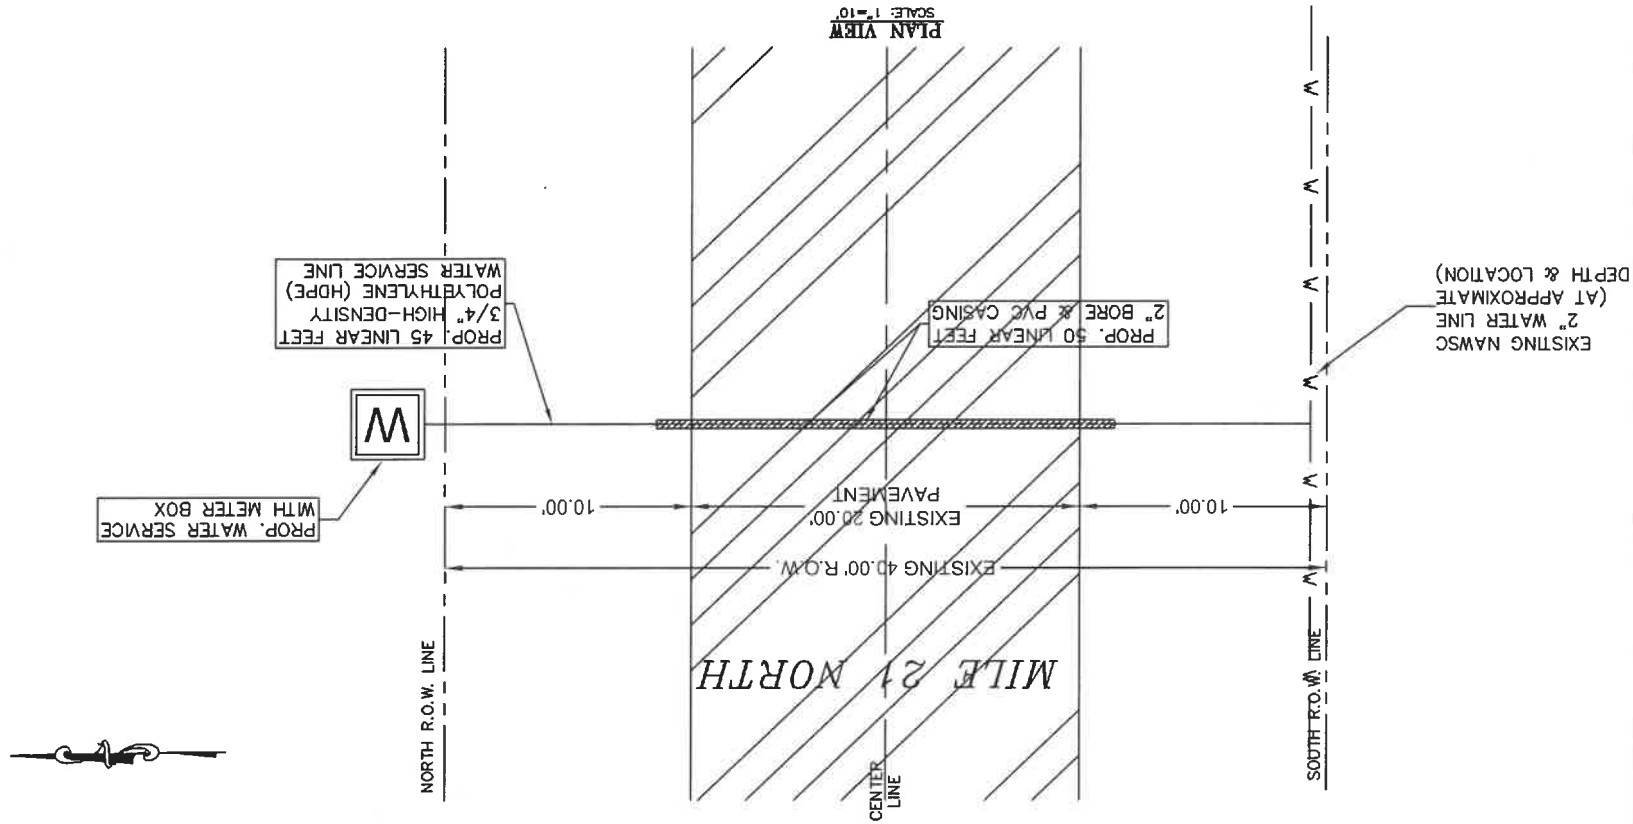 MILE 21 NORTH
EXISTING 40.00' R.O.W.
10.00'
EXISTING 20.00'
PAVEMENT
10.00'
PROP. WATER SERVICE
WITH METER BOX
W
PROP. 45 LINEAR FEET
3/4" HIGH-DENSITY
POLYETHYLENE (HDPE)
WATER SERVICE LINE
PROP. 50 LINEAR FEET
2" BORE & PVC CASING
EXISTING NAWSC
2" WATER LINE
(AT APPROXIMATE
DEPTH & LOCATION)
W
W
W
W
W
W
W
SOUTH R.O.W. LINE
CENTER
LINE
NORTH R.O.W. LINE
N
PLAN VIEW
SCALE: 1"=10'